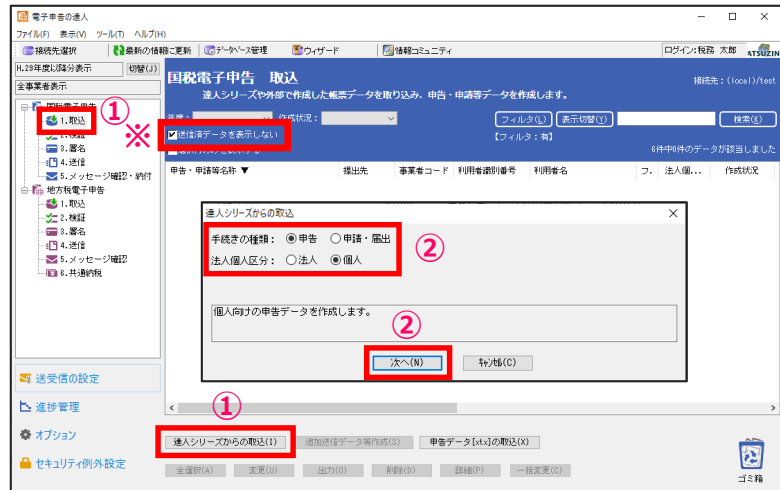 電子申告の達人
ファイル(F) 表示(V) ツール(T) ヘルプ(H)
接続先選択 最新の情報に更新 データベース管理 ウィザード 情報コミュニティ ログイン:税務 太郎 ATSUZIN
H.29年度以降分表示 切替(J)
全事業者表示
国税電子申告 取込
達人シリーズや外部で作成した帳票データを取り込み、申告・申請等データを作成します。
接続先:(local)/test
年度: 作成状況: フィルタ(L) 表示切替(Y) 検索(K)
【フィルタ:有】
6件中0件のデータが該当しました
※
送信済データを表示しない
申告・申請等名称 ▼ 提出先 事業者コード 利用者識別番号 利用者名 フ. 法人個... 作成状況
国税電子申告
①
1.取込
2.検証
3.署名
4.送信
5.メッセージ確認・納付
地方税電子申告
1.取込
2.検証
3.署名
4.送信
5.メッセージ確認
6.共通納税
達人シリーズからの取込
手続きの種類: 申告 申請・届出
法人個人区分: 法人 個人
②
個人向けの申告データを作成します。
②
次へ(N) キャンセル(C)
送受信の設定
進捗管理
オプション
セキュリティ例外設定
①
達人シリーズからの取込(I) 追加送信データ等作成(S) 申告データ[xtx]の取込(X)
全選択(A) 変更(U) 出力(O) 削除(D) 詳細(P) 一括変更(C)
ゴミ箱